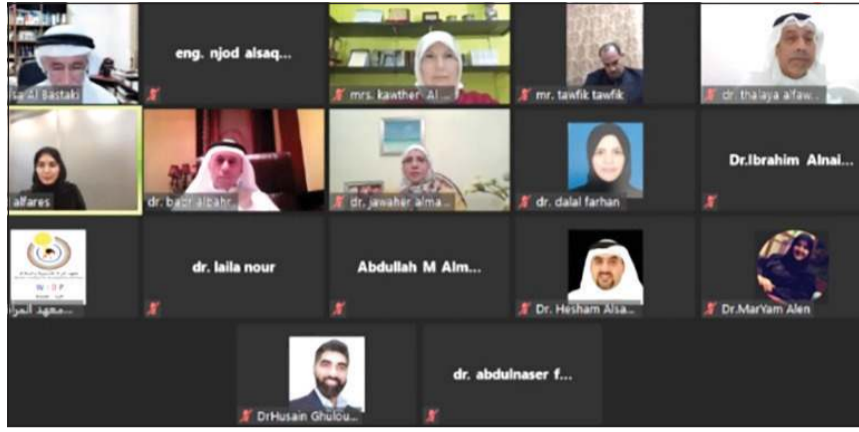 sa Al Bastaki
eng. njod alsaq...
mrs. kawther Al ...
mr. tawfik tawfik
dr. thalaya alfaw...
alfares
dr. badr albahr...
dr. jawaher alma...
dr. dalal farhan
Dr.Ibrahim Alnai...
...معهد المرا
dr. laila nour
Abdullah M Alm...
Dr. Hesham Alsa...
Dr.MarYam Alen
DrHusain Ghulou...
dr. abdulnaser f...